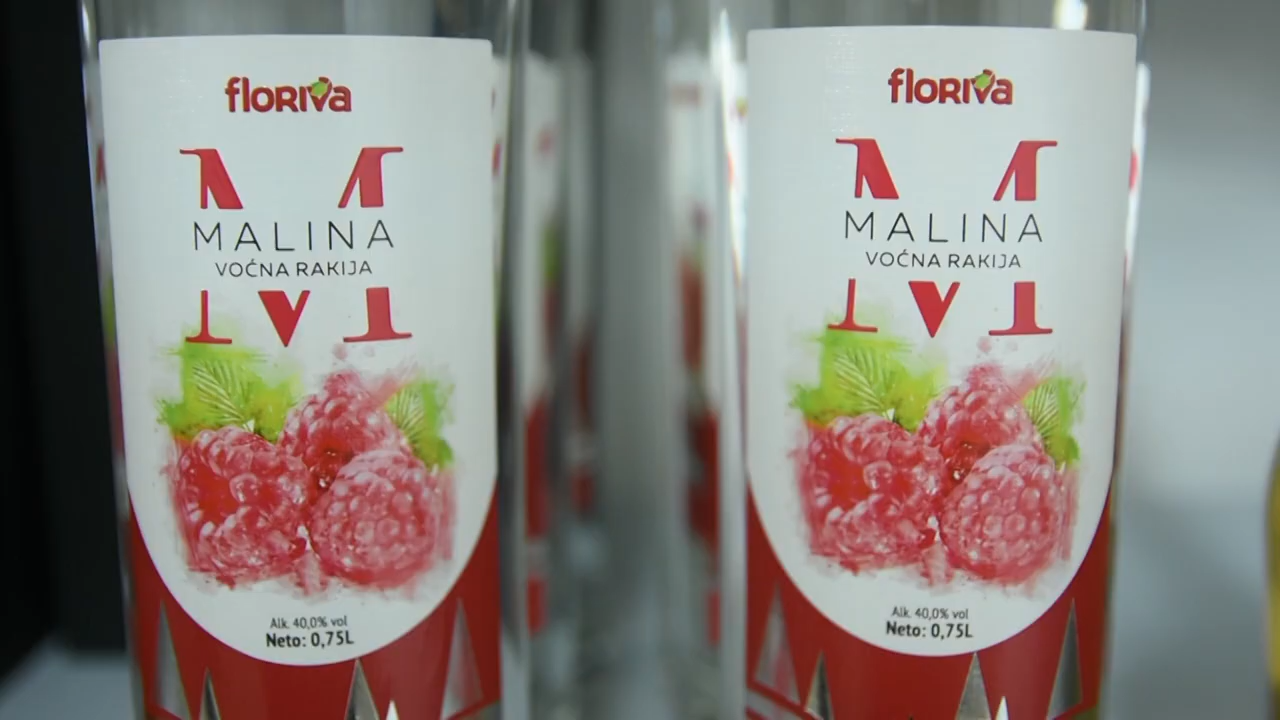 floriva
M
MALINA
VOĆNA RAKIJA
Alk. 40,0% vol
Neto: 0,75L
floriva
M
MALINA
VOĆNA RAKIJA
Alk. 40,0% vol
Neto: 0,75L